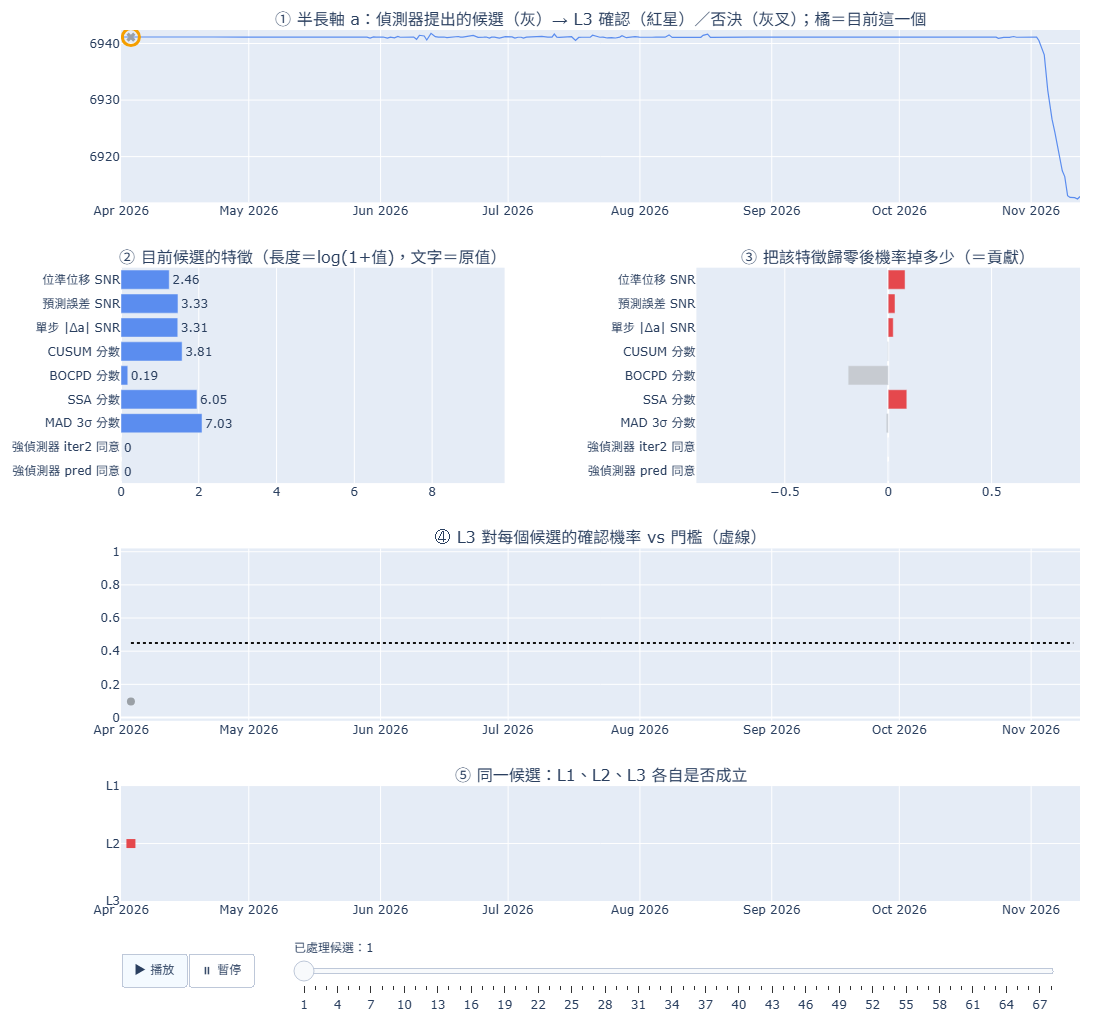 ① 半長軸 a：偵測器提出的候選（灰）→ L3 確認（紅星）／否決（灰叉）；橘＝目前這一個
6940
6930
6920
Apr 2026 May 2026 Jun 2026 Jul 2026 Aug 2026 Sep 2026 Oct 2026 Nov 2026
② 目前候選的特徵（長度＝log(1+值)，文字＝原值）
位準位移 SNR 2.46
預測誤差 SNR 3.33
單步 |Δa| SNR 3.31
CUSUM 分數 3.81
BOCPD 分數 0.19
SSA 分數 6.05
MAD 3σ 分數 7.03
強偵測器 iter2 同意 0
強偵測器 pred 同意 0
0 2 4 6 8
③ 把該特徵歸零後機率掉多少（＝貢獻）
位準位移 SNR
預測誤差 SNR
單步 |Δa| SNR
CUSUM 分數
BOCPD 分數
SSA 分數
MAD 3σ 分數
強偵測器 iter2 同意
強偵測器 pred 同意
−0.5 0 0.5
④ L3 對每個候選的確認機率 vs 門檻（虛線）
1
0.8
0.6
0.4
0.2
0
Apr 2026 May 2026 Jun 2026 Jul 2026 Aug 2026 Sep 2026 Oct 2026 Nov 2026
⑤ 同一候選：L1、L2、L3 各自是否成立
L1
L2
L3
Apr 2026 May 2026 Jun 2026 Jul 2026 Aug 2026 Sep 2026 Oct 2026 Nov 2026
已處理候選：1
▶ 播放 ⏸ 暫停
1 4 7 10 13 16 19 22 25 28 31 34 37 40 43 46 49 52 55 58 61 64 67